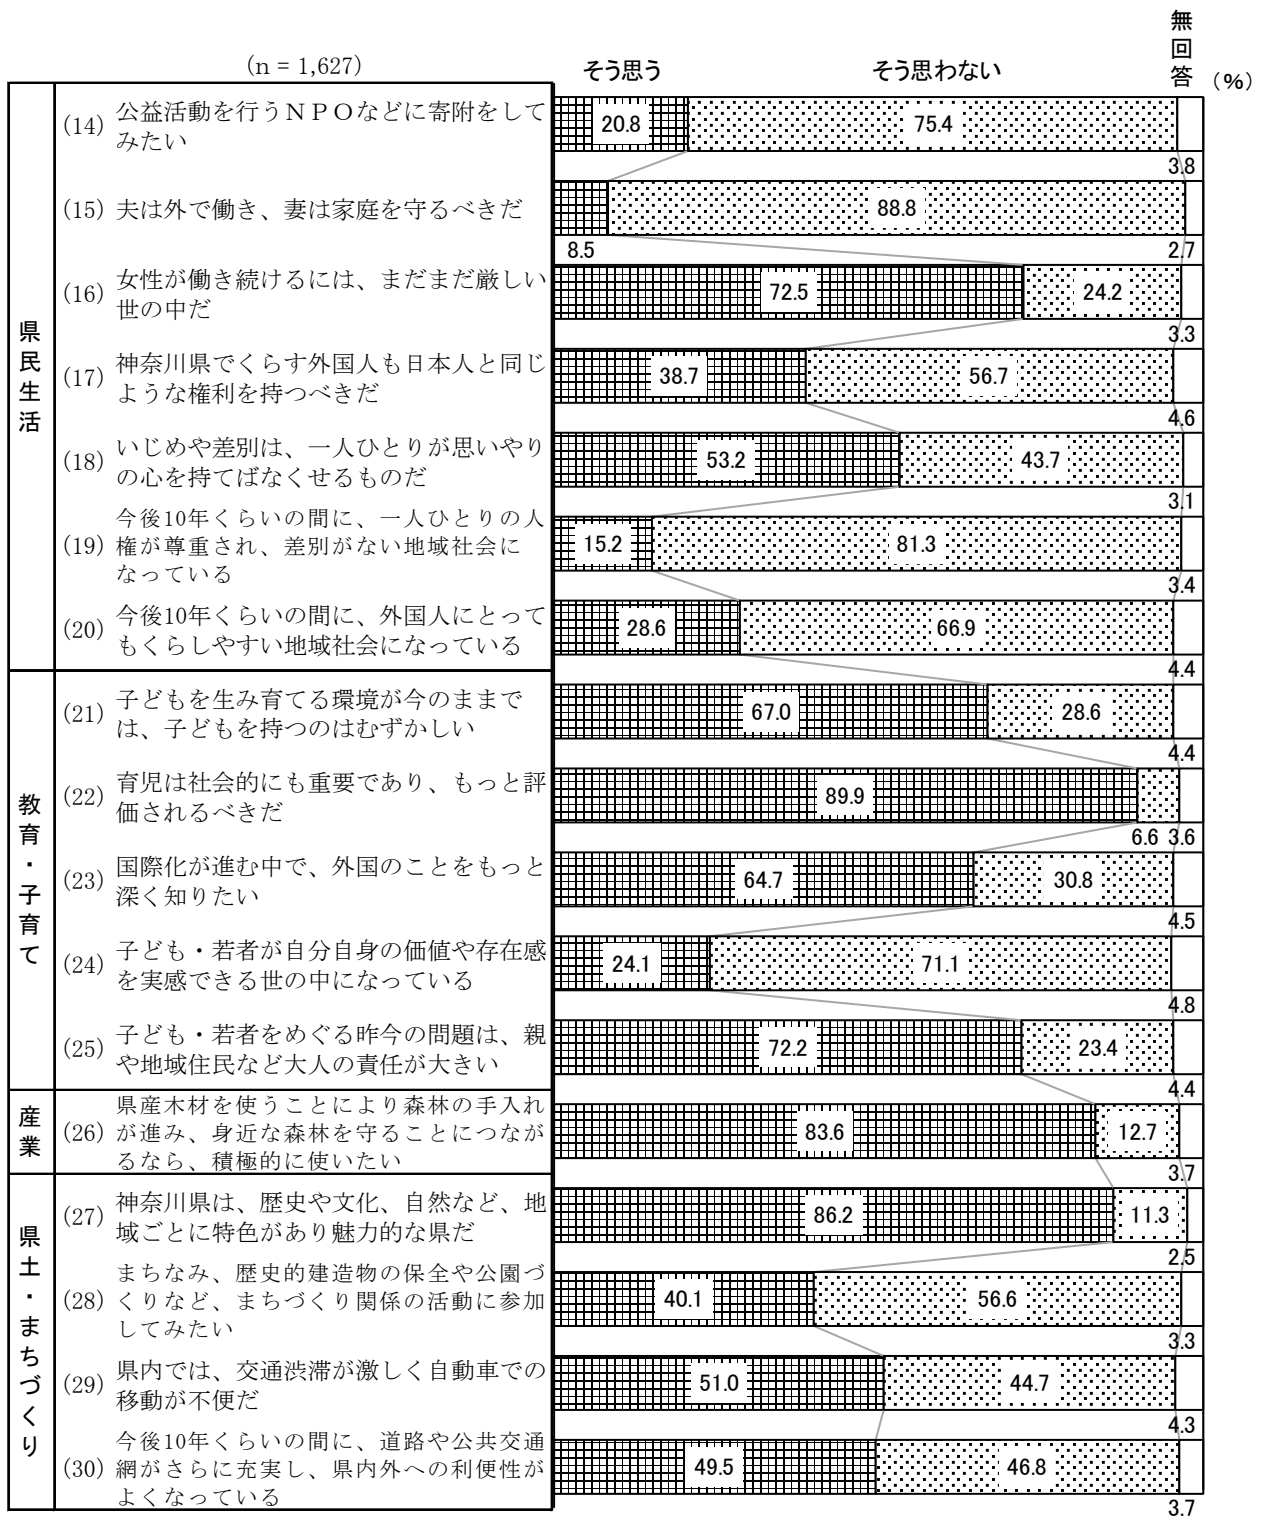 (n = 1,627)
そう思う
そう思わない
無回答
(%)
県民生活
(14) 公益活動を行うＮＰＯなどに寄附をして
みたい
20.8 75.4 3.8
(15) 夫は外で働き、妻は家庭を守るべきだ
8.5 88.8 2.7
(16) 女性が働き続けるには、まだまだ厳しい
世の中だ
72.5 24.2 3.3
(17) 神奈川県でくらす外国人も日本人と同じ
ような権利を持つべきだ
38.7 56.7 4.6
(18) いじめや差別は、一人ひとりが思いやり
の心を持てばなくせるものだ
53.2 43.7 3.1
(19) 今後10年くらいの間に、一人ひとりの人
権が尊重され、差別がない地域社会に
なっている
15.2 81.3 3.4
(20) 今後10年くらいの間に、外国人にとって
もくらしやすい地域社会になっている
28.6 66.9 4.4
教育・子育て
(21) 子どもを生み育てる環境が今のままで
は、子どもを持つのはむずかしい
67.0 28.6 4.4
(22) 育児は社会的にも重要であり、もっと評
価されるべきだ
89.9 6.6 3.6
(23) 国際化が進む中で、外国のことをもっと
深く知りたい
64.7 30.8 4.5
(24) 子ども・若者が自分自身の価値や存在感
を実感できる世の中になっている
24.1 71.1 4.8
(25) 子ども・若者をめぐる昨今の問題は、親
や地域住民など大人の責任が大きい
72.2 23.4 4.4
産業
(26) 県産木材を使うことにより森林の手入れ
が進み、身近な森林を守ることにつなが
るなら、積極的に使いたい
83.6 12.7 3.7
県土・まちづくり
(27) 神奈川県は、歴史や文化、自然など、地
域ごとに特色があり魅力的な県だ
86.2 11.3 2.5
(28) まちなみ、歴史的建造物の保全や公園づ
くりなど、まちづくり関係の活動に参加
してみたい
40.1 56.6 3.3
(29) 県内では、交通渋滞が激しく自動車での
移動が不便だ
51.0 44.7 4.3
(30) 今後10年くらいの間に、道路や公共交通
網がさらに充実し、県内外への利便性が
よくなっている
49.5 46.8 3.7